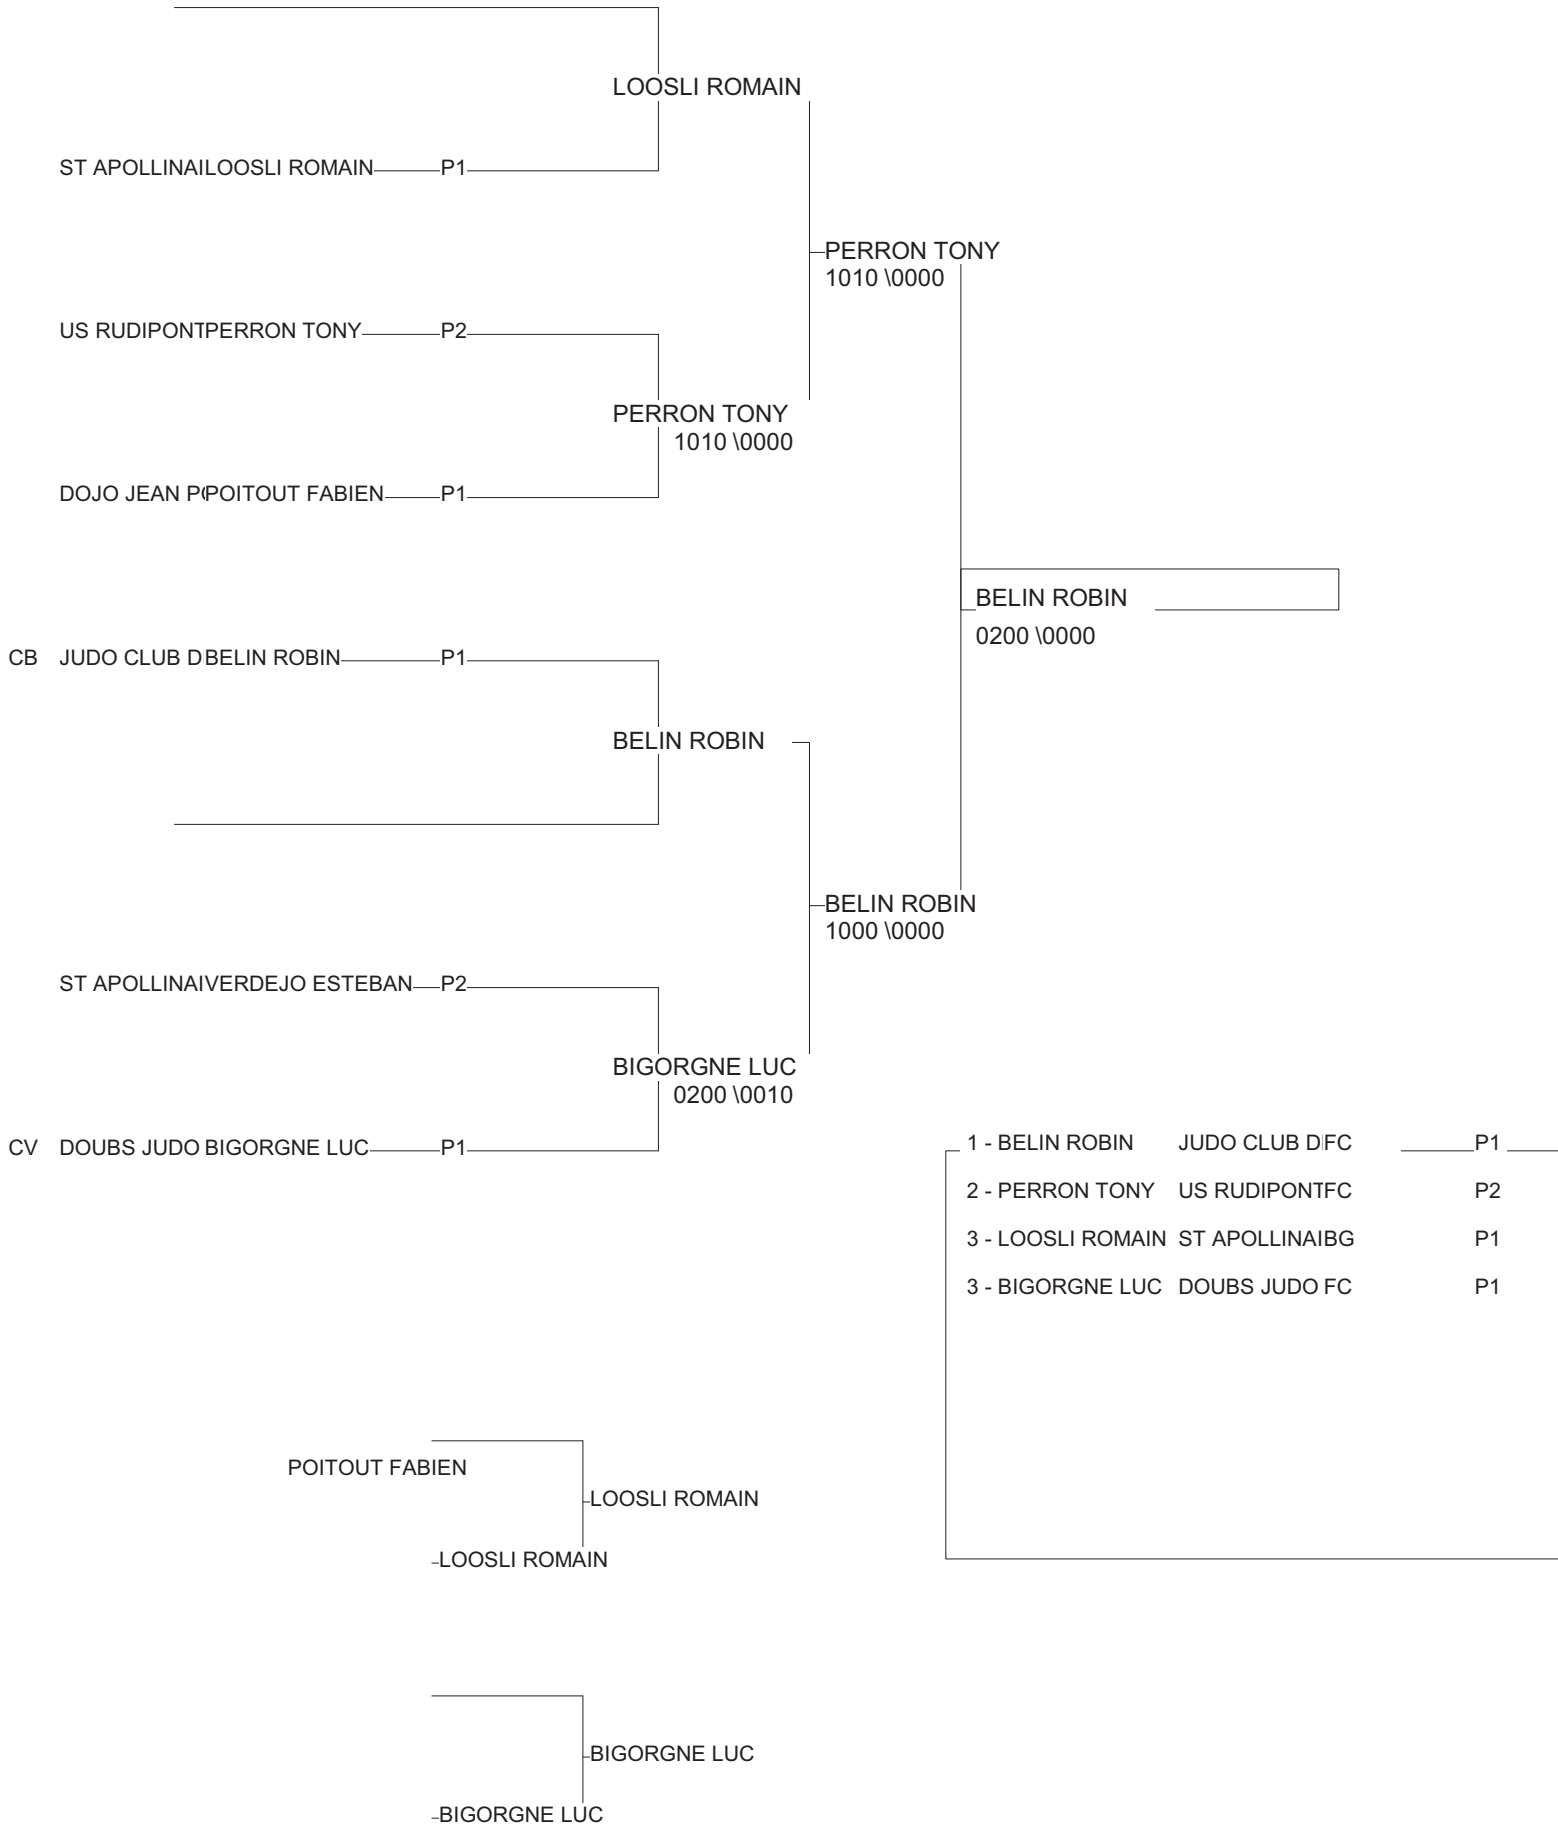 LOOSLI ROMAIN
ST APOLLINAILOOSLI ROMAIN P1
PERRON TONY
1010 \0000
US RUDIPONTPERRON TONY P2
PERRON TONY
1010 \0000
DOJO JEAN P(POITOUT FABIEN P1
BELIN ROBIN
0200 \0000
CB JUDO CLUB DBELIN ROBIN P1
BELIN ROBIN
BELIN ROBIN
1000 \0000
ST APOLLINAIVERDEJO ESTEBAN P2
BIGORGNE LUC
0200 \0010
CV DOUBS JUDO BIGORGNE LUC P1
1 - BELIN ROBIN JUDO CLUB DFC P1
2 - PERRON TONY US RUDIPONTFC P2
3 - LOOSLI ROMAIN ST APOLLINAIBG P1
3 - BIGORGNE LUC DOUBS JUDO FC P1
POITOUT FABIEN
LOOSLI ROMAIN
LOOSLI ROMAIN
BIGORGNE LUC
BIGORGNE LUC